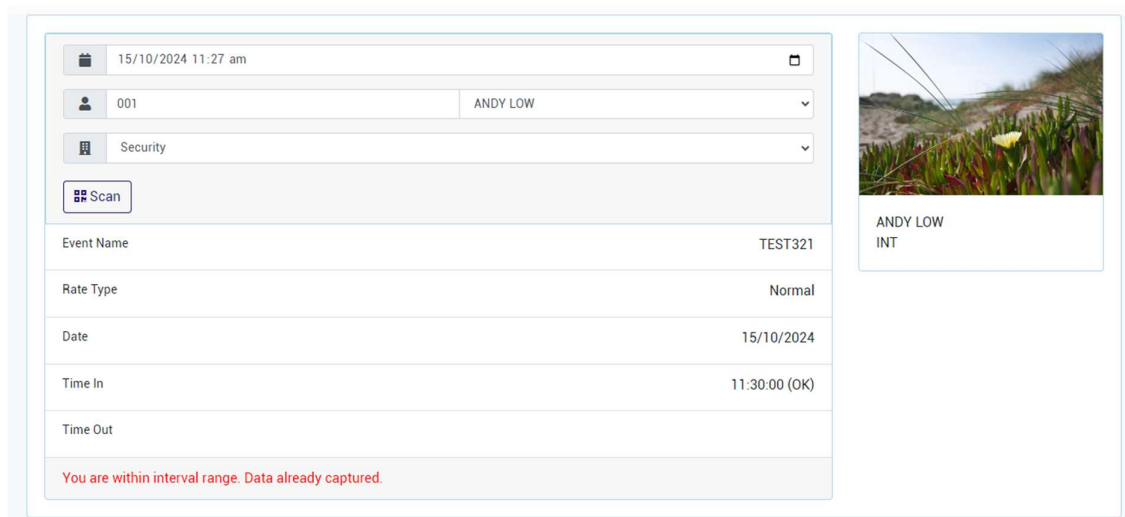 15/10/2024 11:27 am
001 ANDY LOW
Security
Scan
Event Name TEST321
Rate Type Normal
Date 15/10/2024
Time In 11:30:00 (OK)
Time Out
You are within interval range. Data already captured.
ANDY LOW
INT